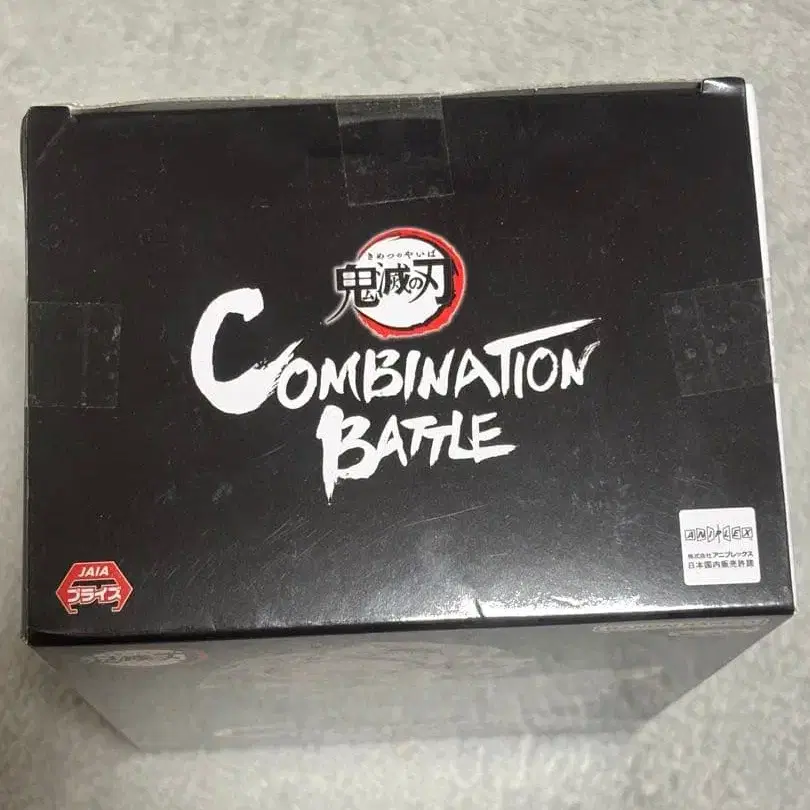 きめつのやいば
鬼滅の刃
COMBINATION
BATTLE
JAIA
プライズ
ANIPLEX
株式会社アニプレックス
日本国内販売許諾